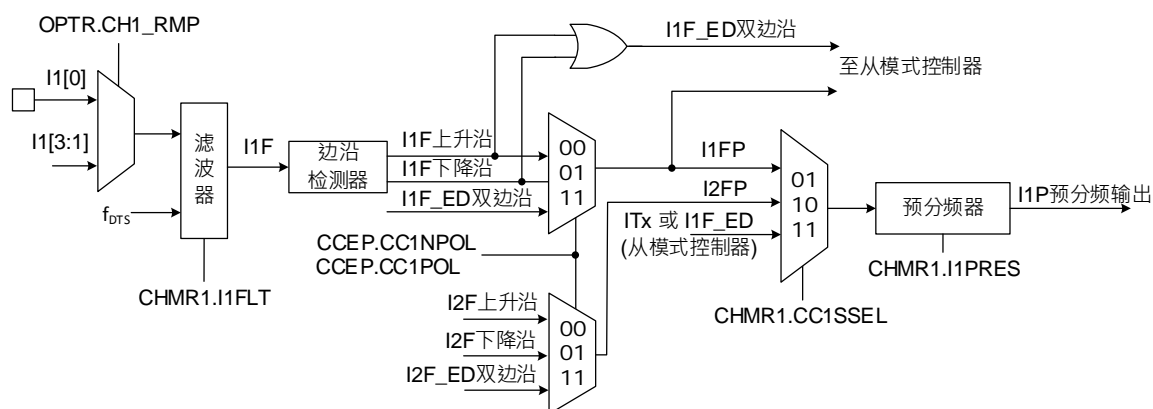 OPTR.CH1_RMP
I1[0]
I1[3:1]
f_DTS
滤波器
CHMR1.I1FLT
I1F
边沿
检测器
I1F上升沿
I1F下降沿
I1F_ED双边沿
00
01
11
I1F_ED双边沿
至从模式控制器
CCEP.CC1NPOL
CCEP.CC1POL
I2F上升沿
I2F下降沿
I2F_ED双边沿
00
01
11
I1FP
I2FP
ITx 或 I1F_ED
(从模式控制器)
01
10
11
CHMR1.CC1SSEL
预分频器
CHMR1.I1PRES
I1P预分频输出